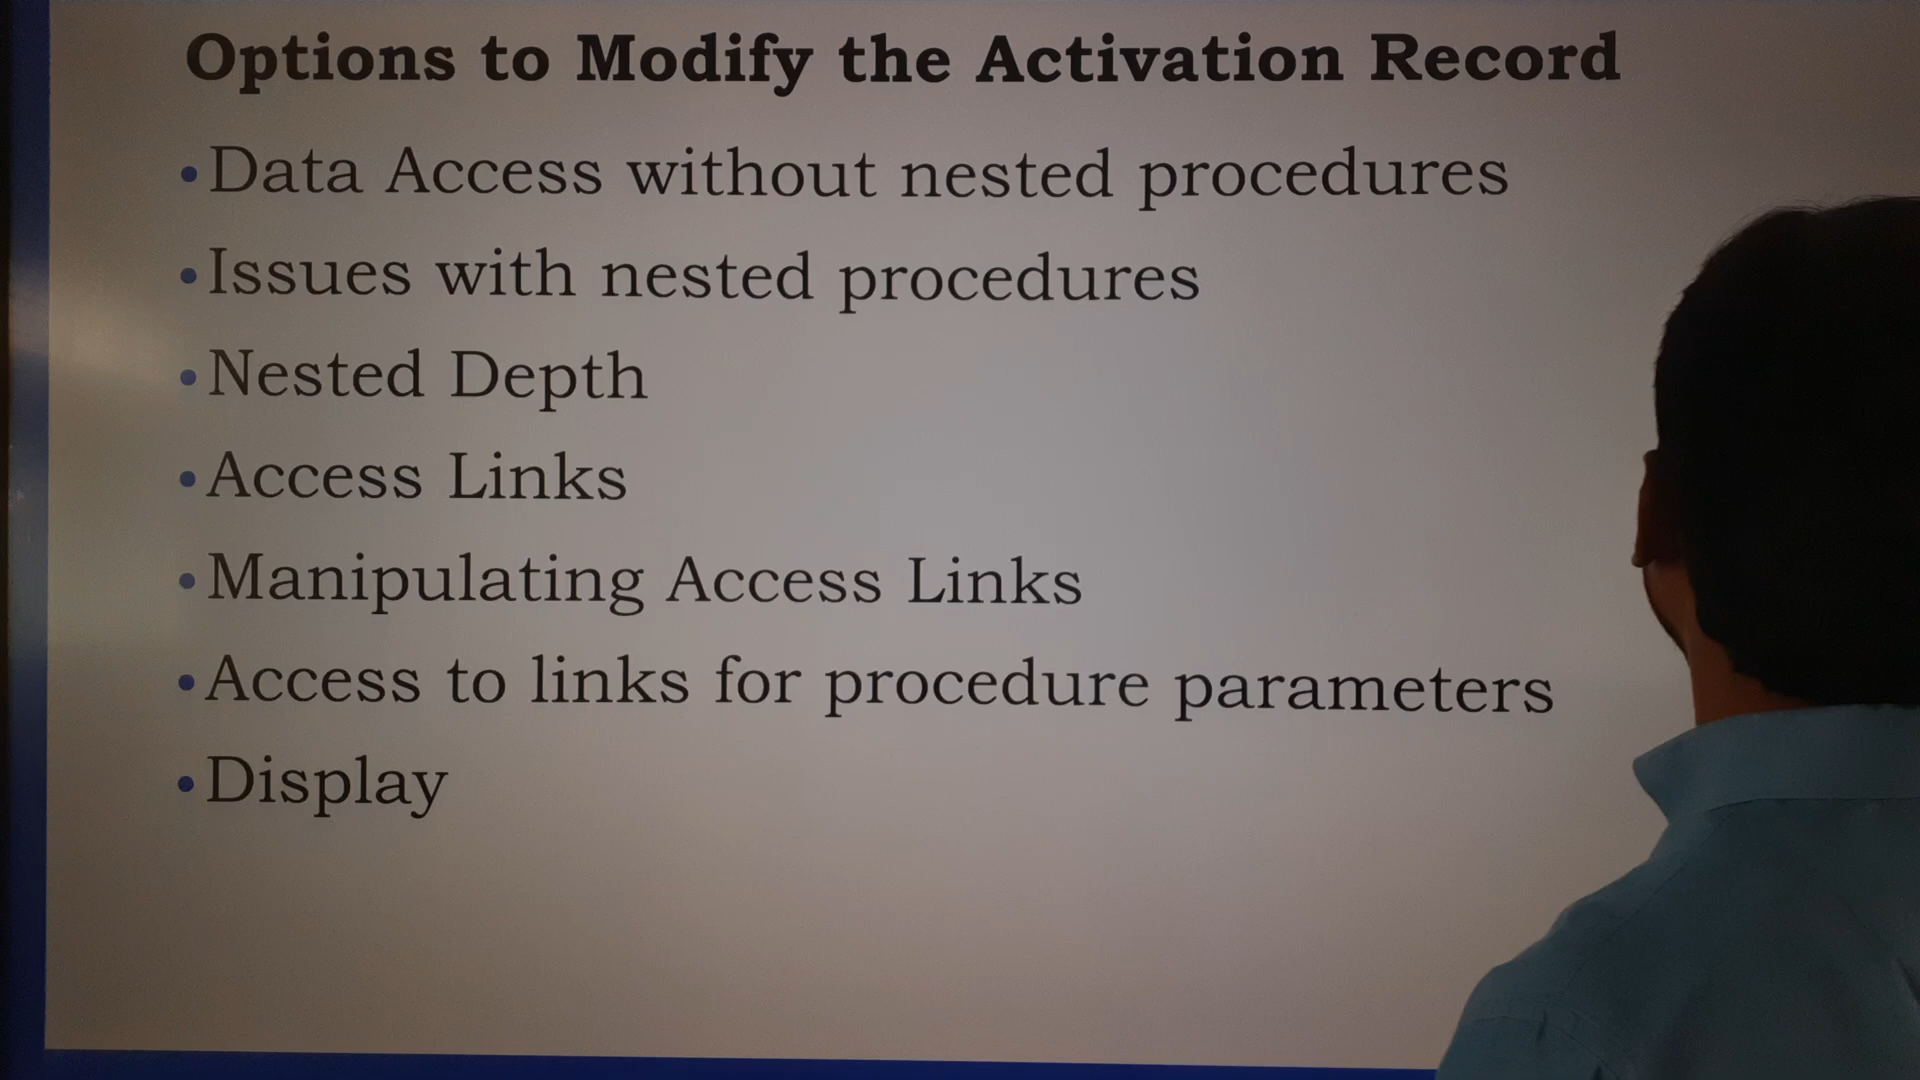 Options to Modify the Activation Record
• Data Access without nested procedures
• Issues with nested procedures
• Nested Depth
• Access Links
• Manipulating Access Links
• Access to links for procedure parameters
• Display